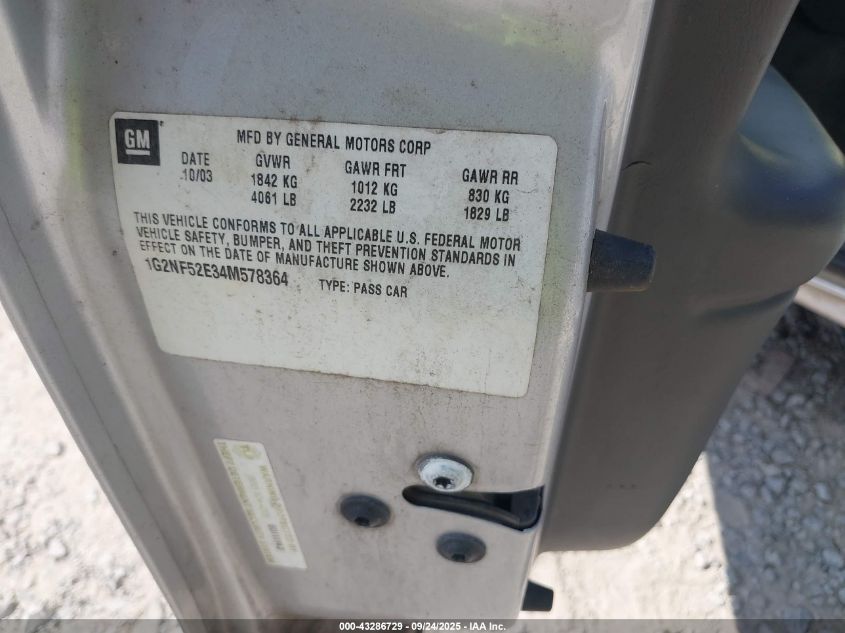 GM
MFD BY GENERAL MOTORS CORP
DATE GVWR GAWR FRT GAWR RR
10/03 1842 KG 1012 KG 830 KG
4061 LB 2232 LB 1829 LB
THIS VEHICLE CONFORMS TO ALL APPLICABLE U.S. FEDERAL MOTOR
VEHICLE SAFETY, BUMPER, AND THEFT PREVENTION STANDARDS IN
EFFECT ON THE DATE OF MANUFACTURE SHOWN ABOVE.
1G2NF52E34M578364 TYPE: PASS CAR
000-43286729 - 09/24/2025 - IAA Inc.